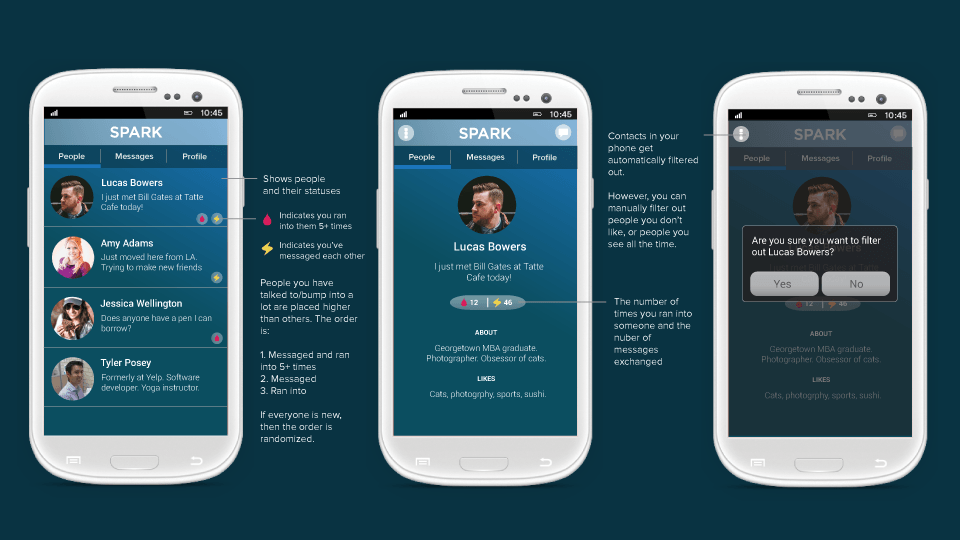 10:45
SPARK
People
Messages
Profile
Lucas Bowers
I just met Bill Gates at Tatte
Cafe today!
Amy Adams
Just moved here from LA.
Trying to make new friends
Jessica Wellington
Does anyone have a pen I can
borrow?
Tyler Posey
Formerly at Yelp. Software
developer. Yoga instructor.
Shows people
and their statuses
Indicates you ran
into them 5+ times
Indicates you've
messaged each other
People you have
talked to/bump into a
lot are placed higher
than others. The order
is:
1. Messaged and ran
into 5+ times
2. Messaged
3. Ran into
If everyone is new,
then the order is
randomized.
10:45
SPARK
People
Messages
Profile
Lucas Bowers
I just met Bill Gates at Tatte
Cafe today!
12 | 46
ABOUT
Georgetown MBA graduate.
Photographer. Obsessor of cats.
LIKES
Cats, photogrphy, sports, sushi.
Contacts in your
phone get
automatically filtered
out.
However, you can
manually filter out
people you don't
like, or people you
see all the time.
The number of
times you ran into
someone and the
nuber of
messages
exchanged
10:45
SPARK
People
Messages
Profile
Are you sure you want to filter
out Lucas Bowers?
Yes
No
12 | 46
ABOUT
Georgetown MBA graduate.
Photographer. Obsessor of cats.
LIKES
Cats, photogrphy, sports, sushi.